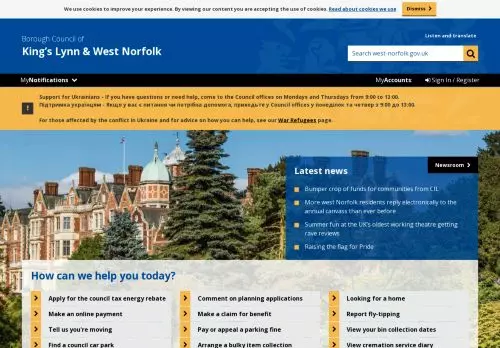 We use cookies to improve your experience. By viewing our content you are accepting the use of cookies. Read about cookies we use
Dismiss
Borough Council of
King's Lynn & West Norfolk
Listen and translate
Search west-norfolk.gov.uk
MyNotifications
MyAccounts:
Sign In / Register
Support for Ukrainians - If you have questions or need help, come to the Council offices on Mondays and Thursdays from 9:00 to 13:00.
Підтримка українцям - Якщо у вас є питання чи потрібна допомога, приходьте у Council offices у понеділок та четвер з 9:00 до 13:00.
For those affected by the conflict in Ukraine and for advice on how you can help, see our War Refugees page.
Latest news
Newsroom
Bumper crop of funds for communities from CIL
More west Norfolk residents reply electronically to the
annual canvass than ever before
Summer fun at the UK's oldest working theatre getting
rave reviews
Raising the flag for Pride
How can we help you today?
Apply for the council tax energy rebate
Comment on planning applications
Looking for a home
Make an online payment
Make a claim for benefit
Report fly-tipping
Tell us you're moving
Pay or appeal a parking fine
View your bin collection dates
Find a council car park
Arrange a bulky item collection
View cremation service diary